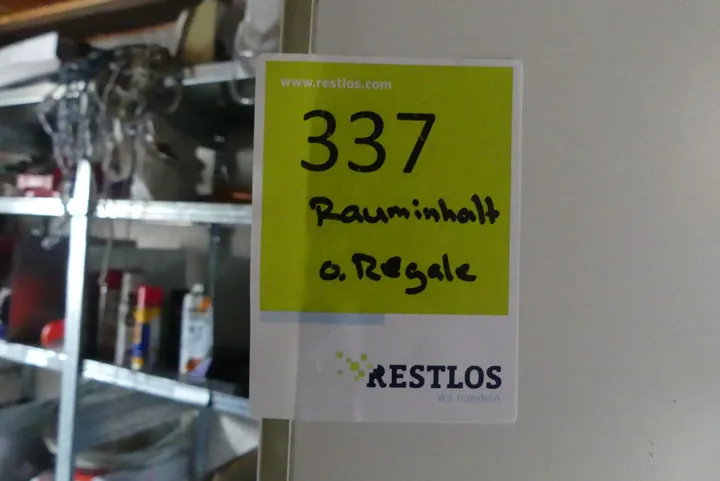 www.restlos.com
337
Rauminhalt
o. Regale
RESTLOS
Wir handeln.